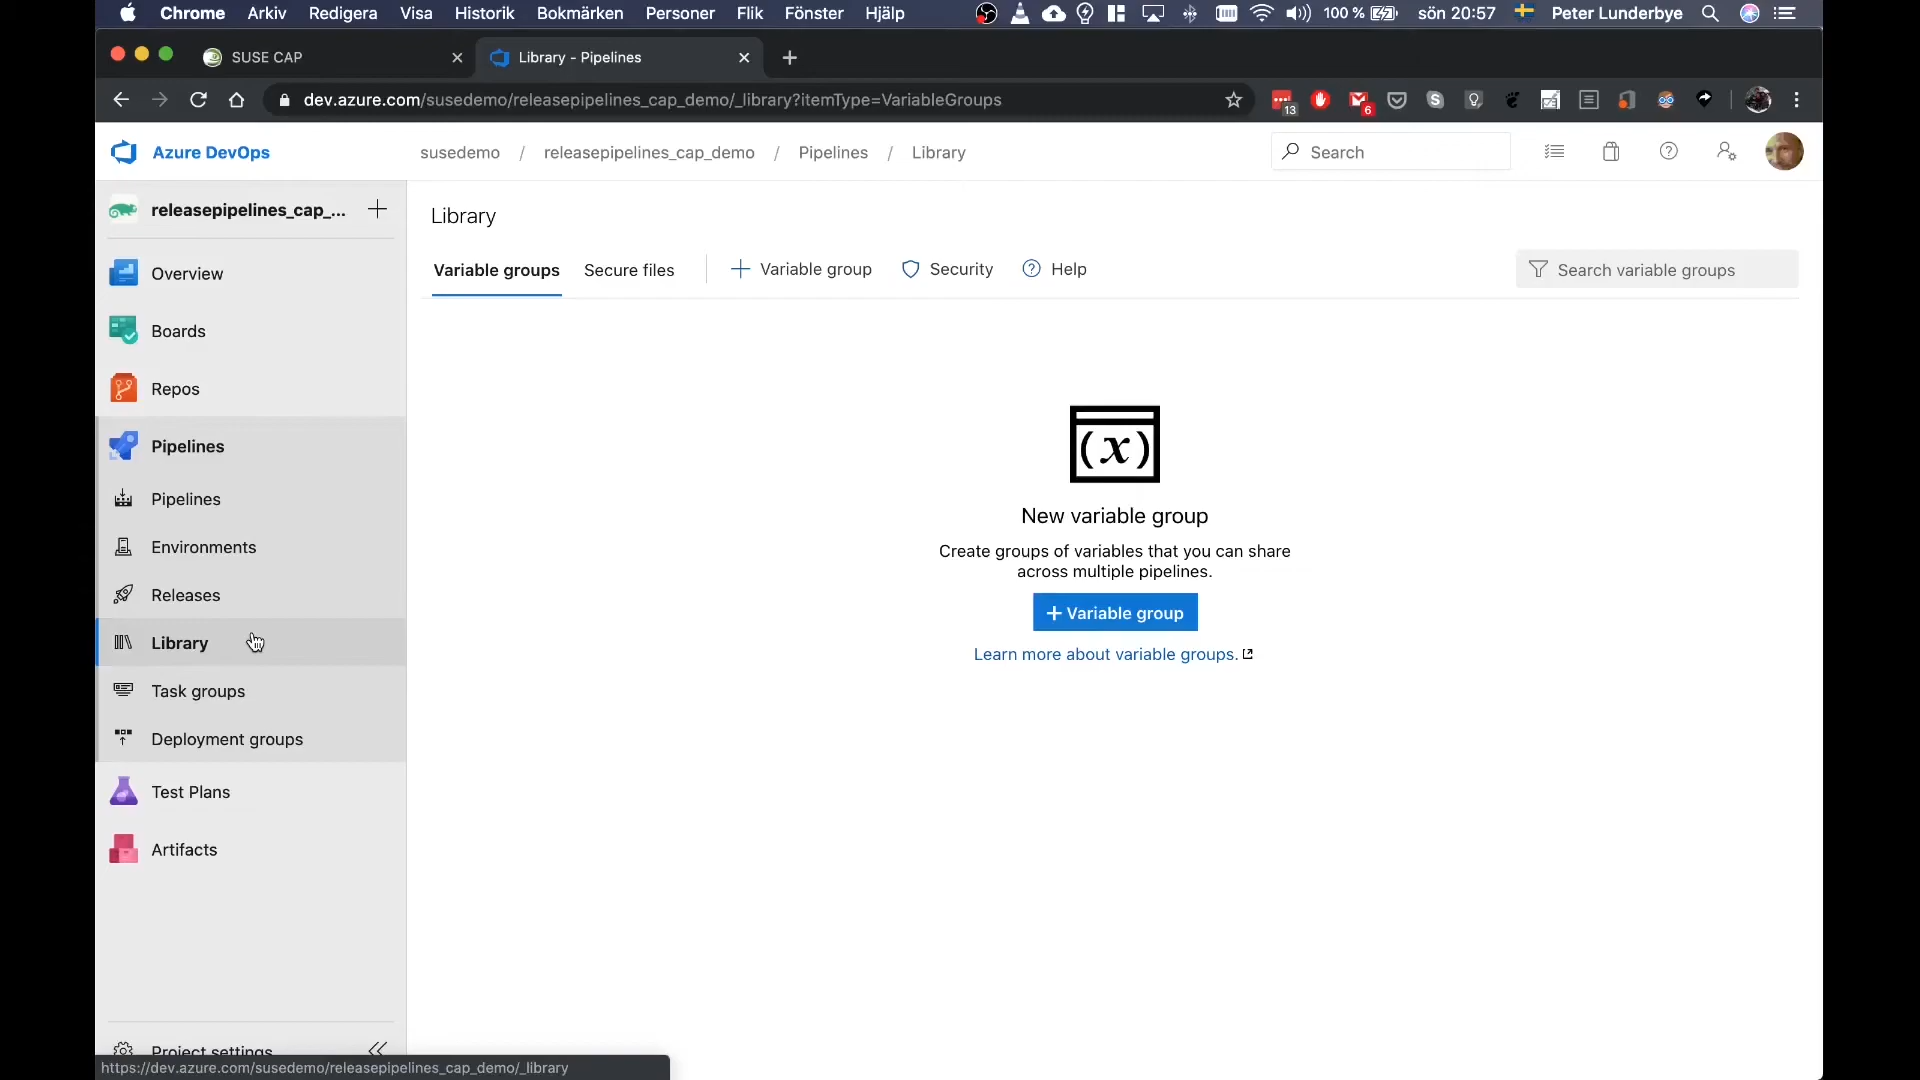 Chrome Arkiv Redigera Visa Historik Bokmärken Personer Flik Fönster Hjälp 100 % sön 20:57 Peter Lunderbye
SUSE CAP Library - Pipelines
dev.azure.com/susedemo/releasepipelines_cap_demo/_library?itemType=VariableGroups 13 6
Azure DevOps susedemo / releasepipelines_cap_demo / Pipelines / Library Search
releasepipelines_cap_...
Library
Variable groups Secure files Variable group Security Help Search variable groups
Overview
Boards
Repos
Pipelines
Pipelines
Environments
Releases
Library
Task groups
Deployment groups
Test Plans
Artifacts
(x)
New variable group
Create groups of variables that you can share
across multiple pipelines.
+ Variable group
Learn more about variable groups.
Project settings
https://dev.azure.com/susedemo/releasepipelines_cap_demo/_library